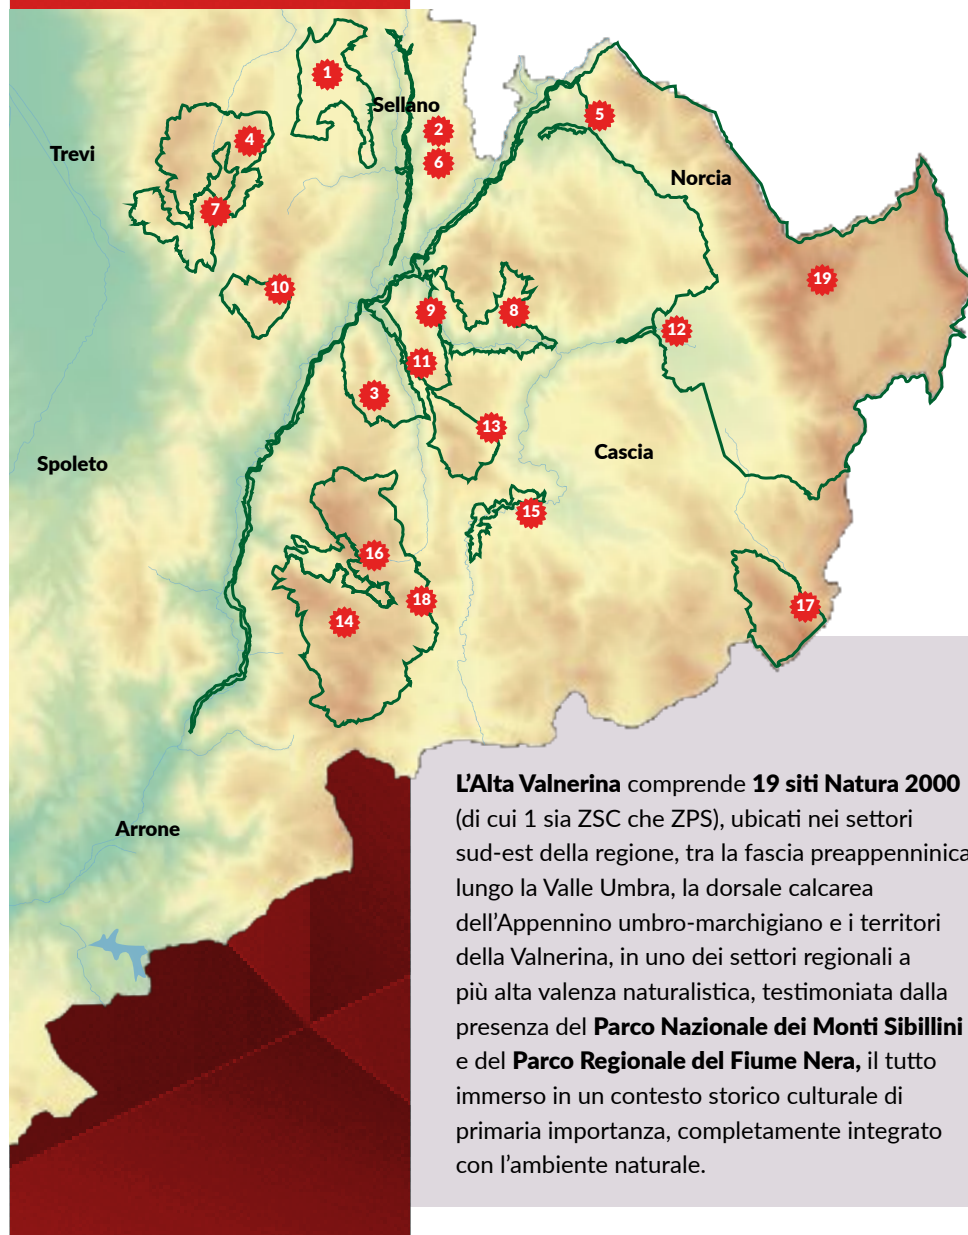 1
Sellano
2
5
4
Trevi
6
Norcia
7
19
10
9
8
12
11
3
13
Cascia
Spoleto
15
16
18
17
14
Arrone
L’Alta Valnerina comprende 19 siti Natura 2000
(di cui 1 sia ZSC che ZPS), ubicati nei settori
sud-est della regione, tra la fascia preappenninica
lungo la Valle Umbra, la dorsale calcarea
dell’Appennino umbro-marchigiano e i territori
della Valnerina, in uno dei settori regionali a
più alta valenza naturalistica, testimoniata dalla
presenza del Parco Nazionale dei Monti Sibillini
e del Parco Regionale del Fiume Nera, il tutto
immerso in un contesto storico culturale di
primaria importanza, completamente integrato
con l’ambiente naturale.